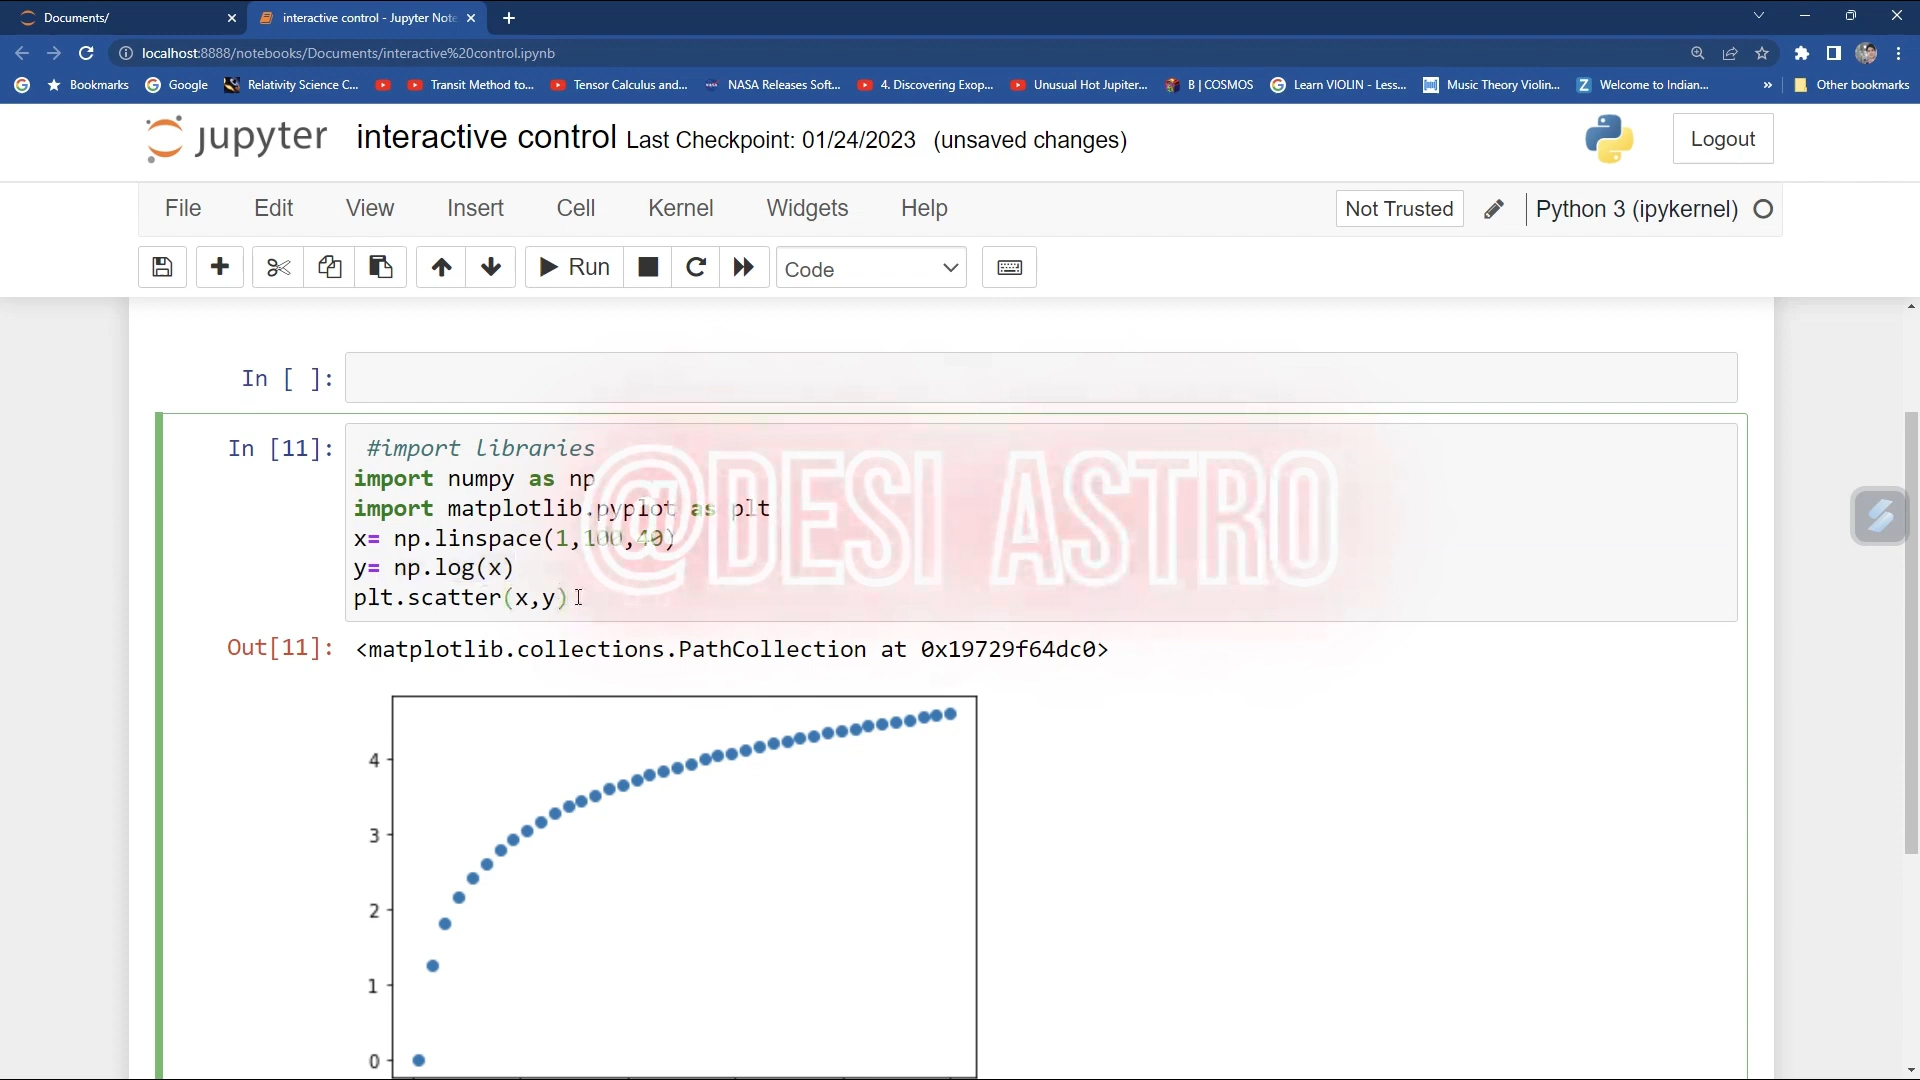 Documents/
interactive control - Jupyter Note
localhost:8888/notebooks/Documents/interactive%20control.ipynb
Bookmarks
Google
Relativity Science C...
Transit Method to...
Tensor Calculus and...
NASA Releases Soft...
4. Discovering Exop...
Unusual Hot Jupiter...
B | COSMOS
Learn VIOLIN - Less...
Music Theory Violin...
Welcome to Indian...
»
Other bookmarks
jupyter interactive control Last Checkpoint: 01/24/2023 (unsaved changes)
Logout
File Edit View Insert Cell Kernel Widgets Help
Not Trusted
Python 3 (ipykernel)
Run
Code
In [ ]:
In [11]:
#import libraries
import numpy as np
import matplotlib.pyplot as plt
x= np.linspace(1,100,40)
y= np.log(x)
plt.scatter(x,y)
@DESI ASTRO
Out[11]: <matplotlib.collections.PathCollection at 0x19729f64dc0>
4
3
2
1
0